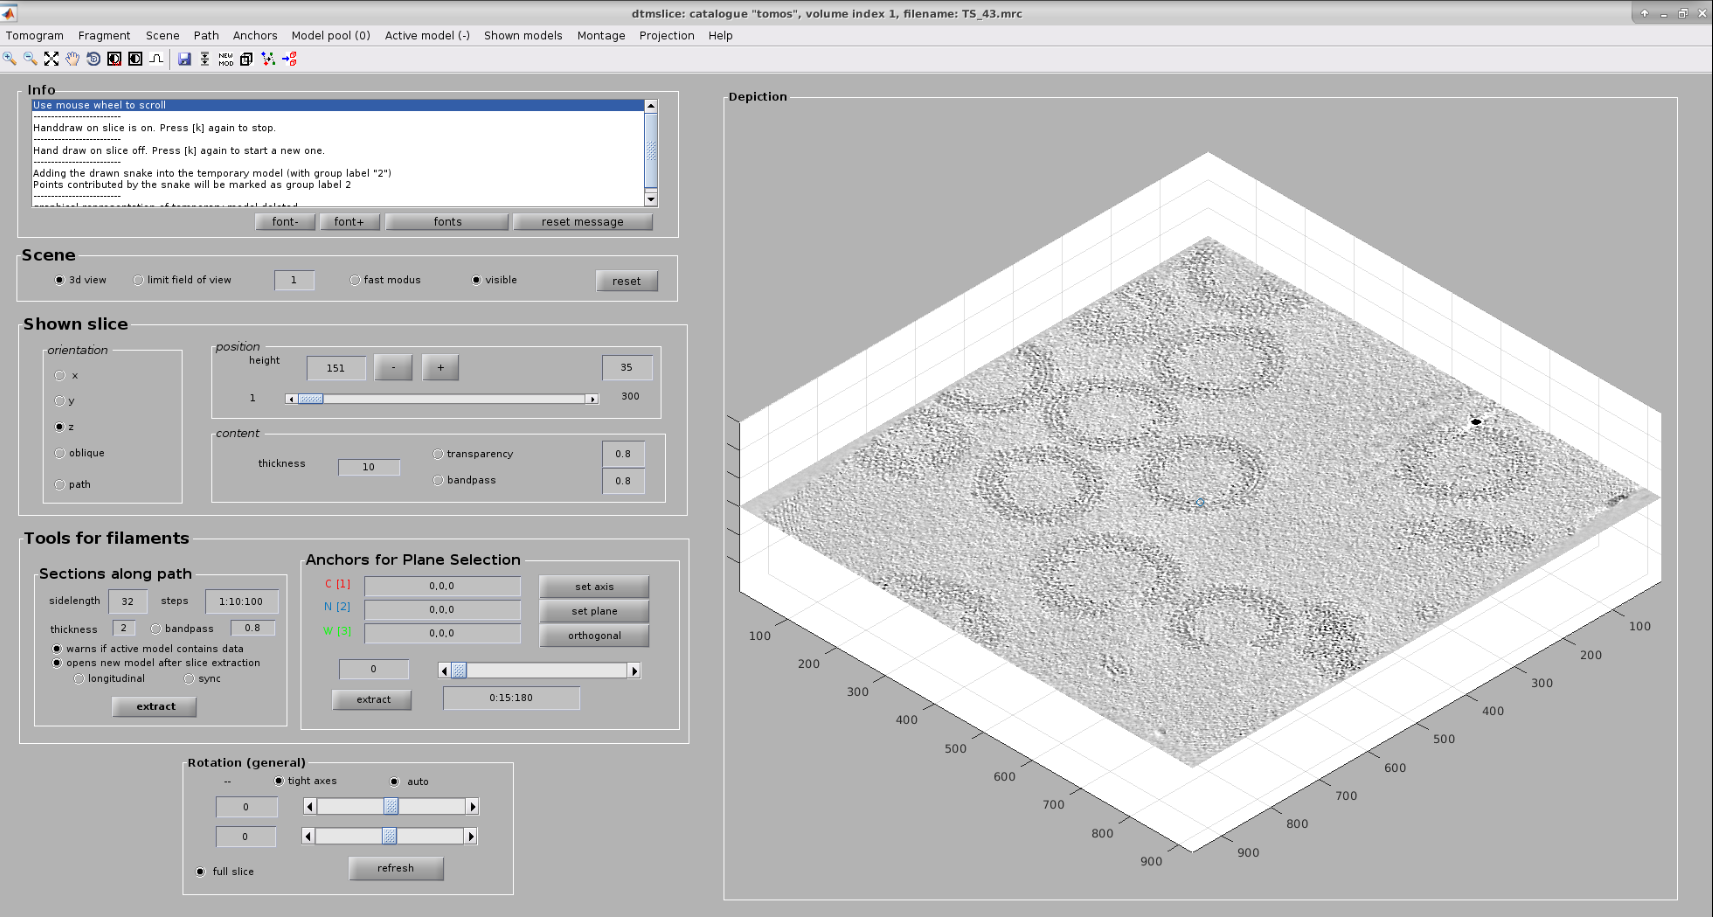 dtmslice: catalogue "tomos", volume index 1, filename: TS_43.mrc
Tomogram Fragment Scene Path Anchors Model pool (0) Active model (-) Shown models Montage Projection Help
NEW
MOD
Info
Use mouse wheel to scroll
-------------------------
Handdraw on slice is on. Press [k] again to stop.
-------------------------
Hand draw on slice off. Press [k] again to start a new one.
-------------------------
Adding the drawn snake into the temporary model (with group label "2")
Points contributed by the snake will be marked as group label 2
-------------------------
graphical representation of temporary model deleted
font- font+ fonts reset message
Scene
3d view limit field of view 1 fast modus visible reset
Shown slice
orientation
x
y
z
oblique
path
position
height 151 - + 35
1 300
content
thickness 10 transparency 0.8
bandpass 0.8
Tools for filaments
Sections along path
sidelength 32 steps 1:10:100
thickness 2 bandpass 0.8
warns if active model contains data
opens new model after slice extraction
longitudinal sync
extract
Anchors for Plane Selection
C [1] 0,0,0 set axis
N [2] 0,0,0 set plane
W [3] 0,0,0 orthogonal
0
extract 0:15:180
Rotation (general)
-- tight axes auto
0
0
full slice refresh
Depiction
100
200
300
400
500
600
700
800
900
100
200
300
400
500
600
700
800
900